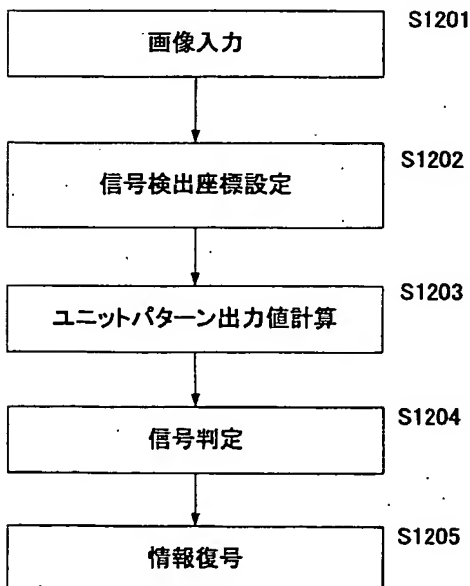 S1201
画像入力
S1202
信号検出座標設定
S1203
ユニットパターン出力値計算
S1204
信号判定
S1205
情報復号